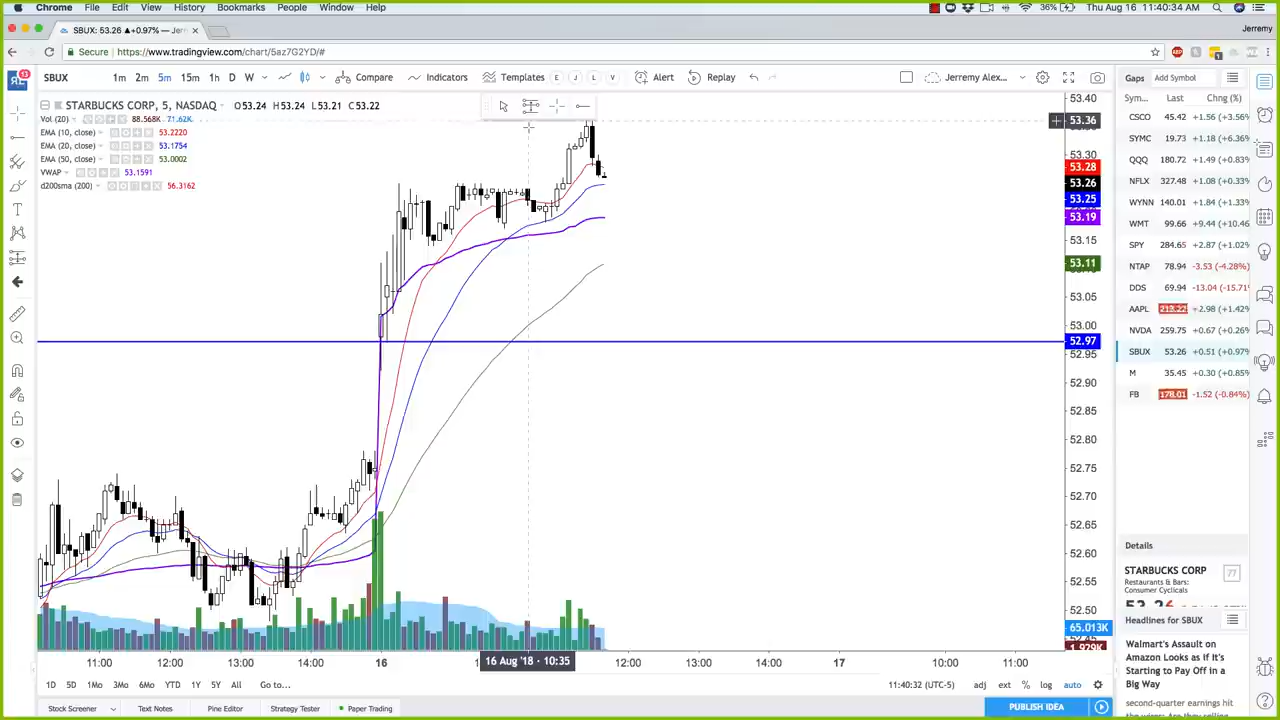 Chrome File Edit View History Bookmarks People Window Help 36% Thu Aug 16 11:40:34 AM
SBUX: 53.26 ▲+0.97% — Jerremy
Secure https://www.tradingview.com/chart/5az7G2YD/#
SBUX 1m 2m 5m 15m 1h D W Compare Indicators Templates E J L V Alert Replay Jerremy Alex...
STARBUCKS CORP, 5, NASDAQ O53.24 H53.24 L53.21 C53.22
Vol (20) 88.568K 71.62K
EMA (10, close) 53.2220
EMA (20, close) 53.1754
EMA (50, close) 53.0002
VWAP 53.1591
d200sma (200) 56.3162
53.40
53.36
53.30
53.28
53.26
53.25
53.19
53.15
53.11
53.05
53.00
52.97
52.95
52.90
52.85
52.80
52.75
52.70
52.65
52.60
52.55
52.50
65.013K
1.929K
11:00 12:00 13:00 14:00 16 16 Aug '18 - 10:35 12:00 13:00 14:00 17 10:00 11:00
1D 5D 1Mo 3Mo 6Mo YTD 1Y 5Y All Go to... 11:40:32 (UTC-5) adj ext % log auto
Stock Screener Text Notes Pine Editor Strategy Tester Paper Trading PUBLISH IDEA
Gaps Add Symbol
Sym... Last Chng (%)
CSCO 45.42 +1.56 (+3.56%
SYMC 19.73 +1.18 (+6.36%
QQQ 180.72 +1.49 (+0.83%
NFLX 327.48 +1.08 (+0.33%
WYNN 140.01 +1.84 (+1.33%
WMT 99.66 +9.44 (+10.46
SPY 284.65 +2.87 (+1.02%
NTAP 78.94 -3.53 (-4.28%)
DDS 69.94 -13.04 (-15.71%
AAPL 213.22 +2.98 (+1.42%
NVDA 259.75 +0.67 (+0.26%
SBUX 53.26 +0.51 (+0.97%
M 35.45 +0.30 (+0.85%
FB 178.01 -1.52 (-0.84%)
Details
STARBUCKS CORP 77
Restaurants & Bars:
Consumer Cyclicals
Headlines for SBUX
Walmart's Assault on
Amazon Looks as If It's
Starting to Pay Off in a
Big Way
second-quarter earnings hit